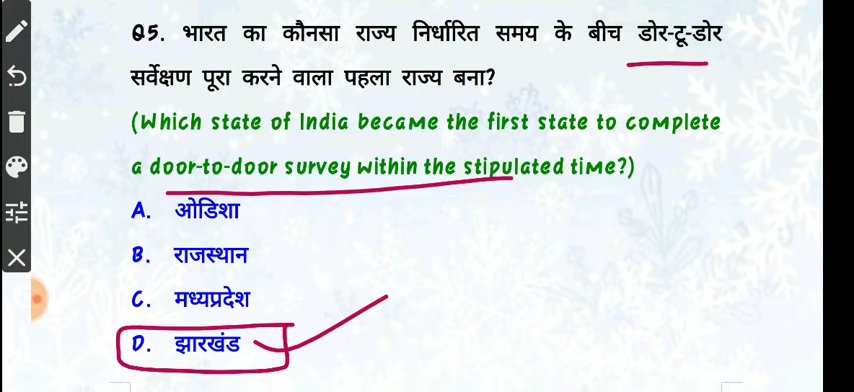 Q5. भारत का कौनसा राज्य निर्धारित समय के बीच डोर-टू-डोर
सर्वेक्षण पूरा करने वाला पहला राज्य बना?
(Which state of India became the first state to complete
a door-to-door survey within the stipulated time?)
A. ओडिशा
B. राजस्थान
C. मध्यप्रदेश
D. झारखंड